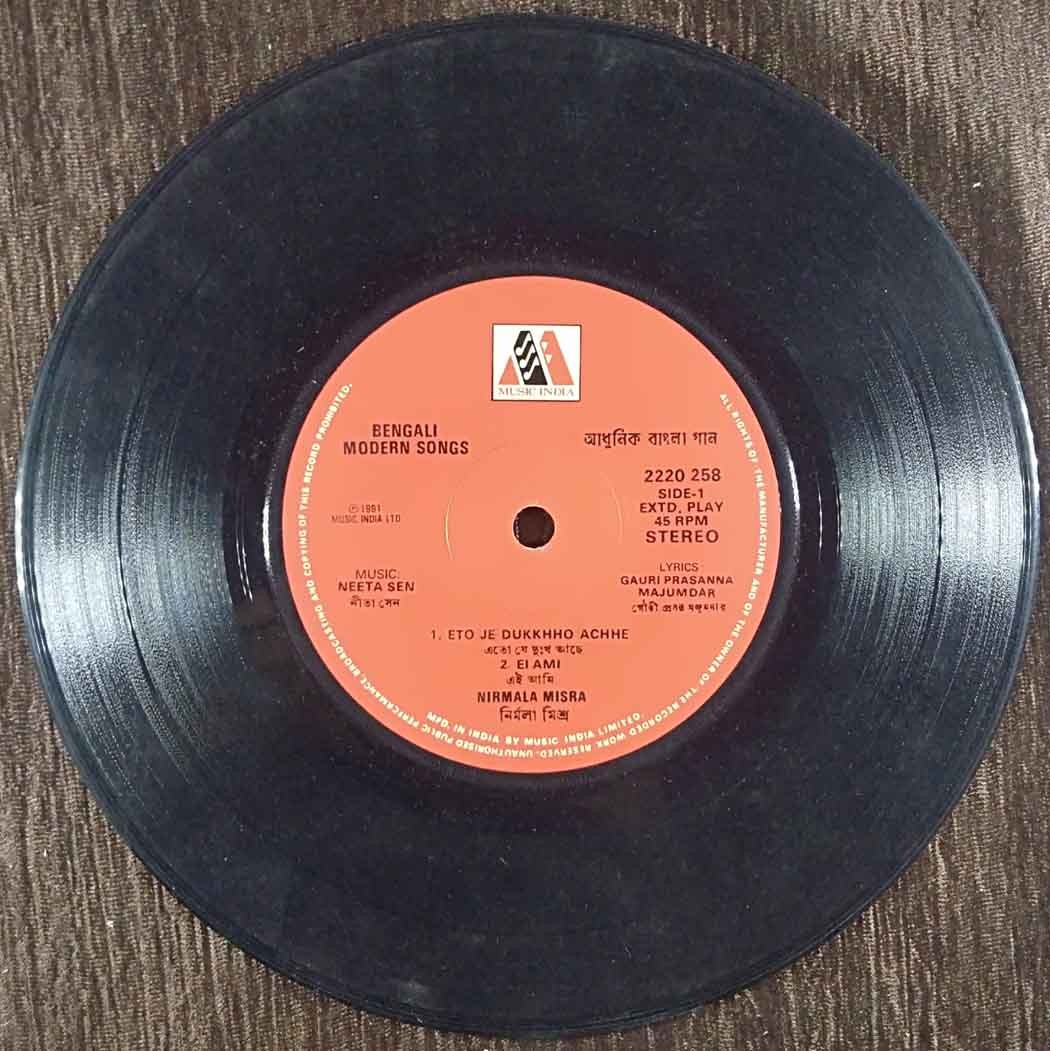 MUSIC INDIA
BENGALI
MODERN SONGS
আধুনিক বাংলা গান
2220 258
SIDE-1
EXTD, PLAY
45 RPM
STEREO
℗ 1981
MUSIC INDIA LTD
MUSIC:
NEETA SEN
নীতা সেন
LYRICS
GAURI PRASANNA
MAJUMDAR
গৌরী প্রসন্ন মজুমদার
1. ETO JE DUKKHHO ACHHE
এতো যে দুঃখ আছে
2. EI AMI
এই আমি
NIRMALA MISRA
নির্মলা মিশ্র
ALL RIGHTS OF THE MANUFACTURER AND OF THE OWNER OF THE RECORDED WORK RESERVED-UNAUTHORISED PUBLIC PERFORMANCE BROADCASTING AND COPYING OF THIS RECORD PROHIBITED.
MFD. IN INDIA BY MUSIC INDIA LIMITED.